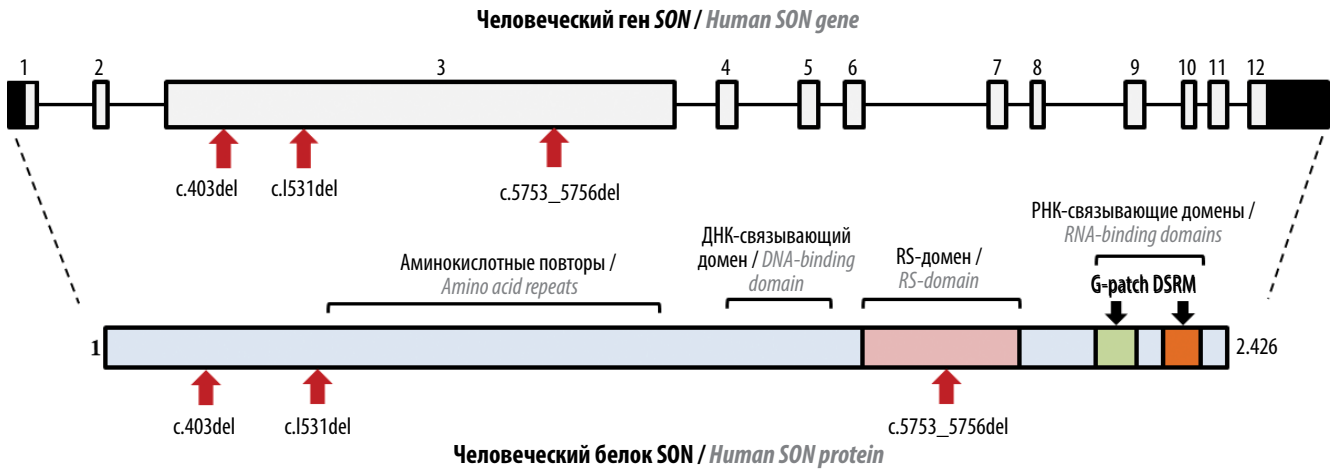 Человеческий ген SON / Human SON gene
1 2 3 4 5 6 7 8 9 10 11 12
c.403del c.l531del c.5753_5756del
Аминокислотные повторы /
Amino acid repeats
ДНК-связывающий
домен / DNA-binding
domain
RS-домен /
RS-domain
РНК-связывающие домены /
RNA-binding domains
G-patch DSRM
1 2.426
c.403del c.l531del c.5753_5756del
Человеческий белок SON / Human SON protein